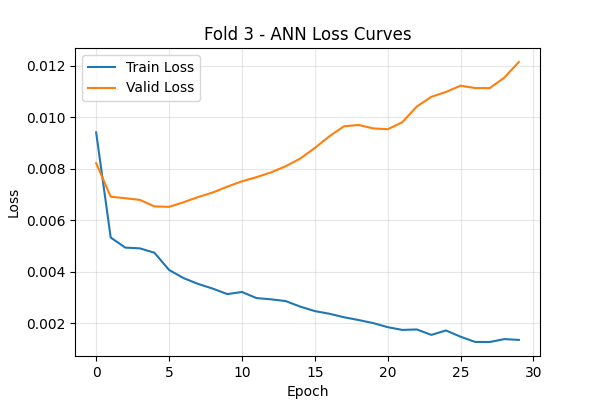 Fold 3 - ANN Loss Curves
Train Loss
Valid Loss
0.012
0.010
0.008
0.006
0.004
0.002
Loss
0 5 10 15 20 25 30
Epoch